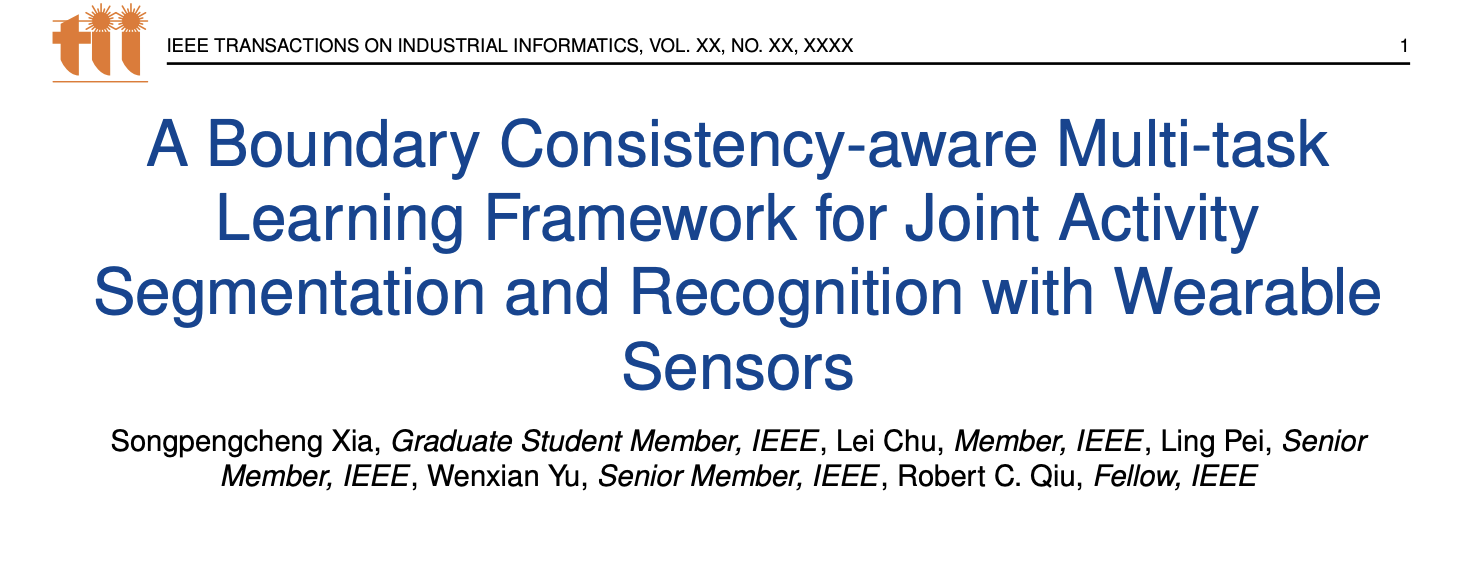 tii
IEEE TRANSACTIONS ON INDUSTRIAL INFORMATICS, VOL. XX, NO. XX, XXXX 1
A Boundary Consistency-aware Multi-task
Learning Framework for Joint Activity
Segmentation and Recognition with Wearable
Sensors
Songpengcheng Xia, Graduate Student Member, IEEE, Lei Chu, Member, IEEE, Ling Pei, Senior
Member, IEEE, Wenxian Yu, Senior Member, IEEE, Robert C. Qiu, Fellow, IEEE